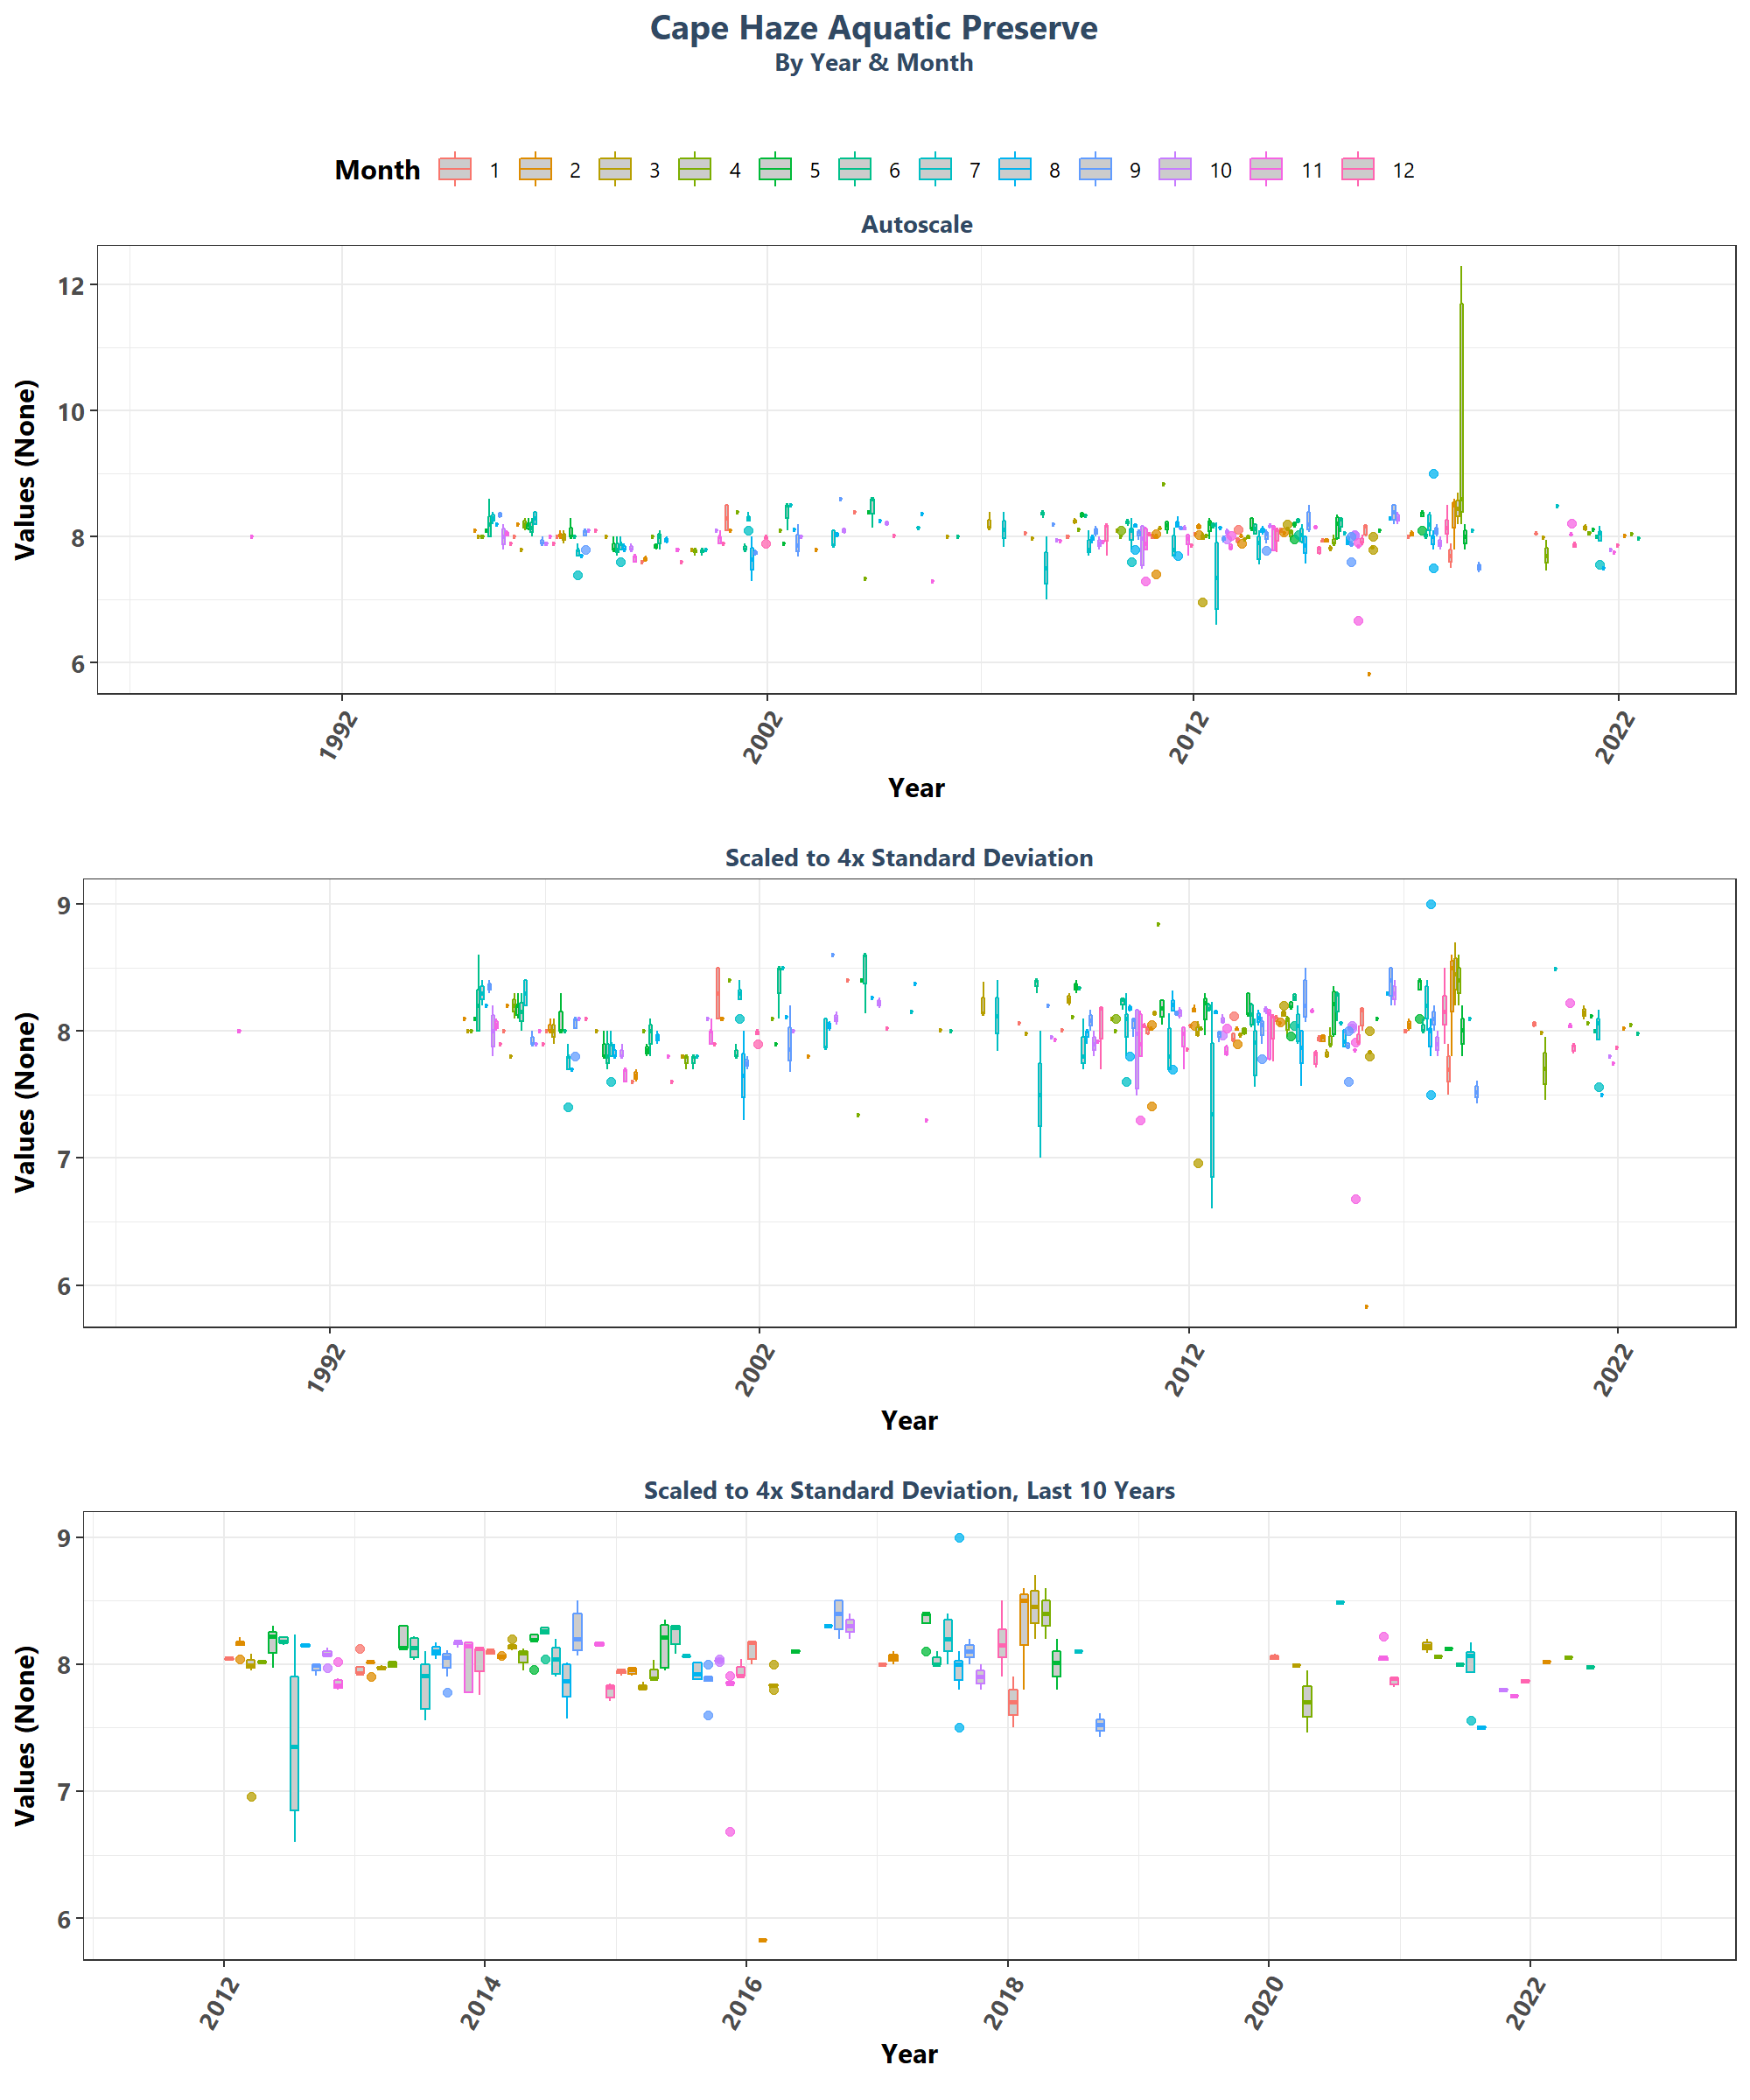 Cape Haze Aquatic Preserve
By Year & Month
Month 1 2 3 4 5 6 7 8 9 10 11 12
Autoscale
Values (None)
12
10
8
6
1992 2002 2012 2022
Year
Scaled to 4x Standard Deviation
Values (None)
9
8
7
6
1992 2002 2012 2022
Year
Scaled to 4x Standard Deviation, Last 10 Years
Values (None)
9
8
7
6
2012 2014 2016 2018 2020 2022
Year